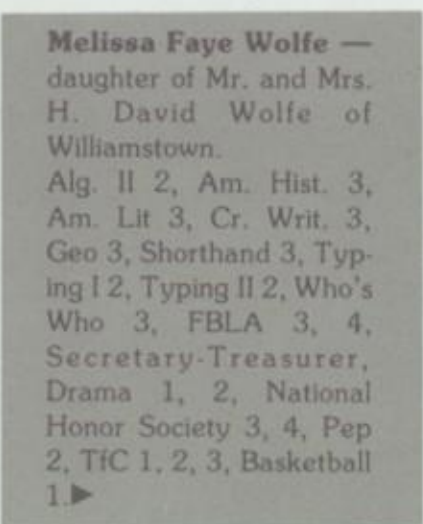 Melissa Faye Wolfe —
daughter of Mr. and Mrs.
H. David Wolfe of
Williamstown.
Alg. II 2, Am. Hist. 3,
Am. Lit 3, Cr. Writ. 3,
Geo 3, Shorthand 3, Typ-
ing I 2, Typing II 2, Who's
Who 3, FBLA 3, 4,
Secretary-Treasurer,
Drama 1, 2, National
Honor Society 3, 4, Pep
2, TfC 1, 2, 3, Basketball
1.▶